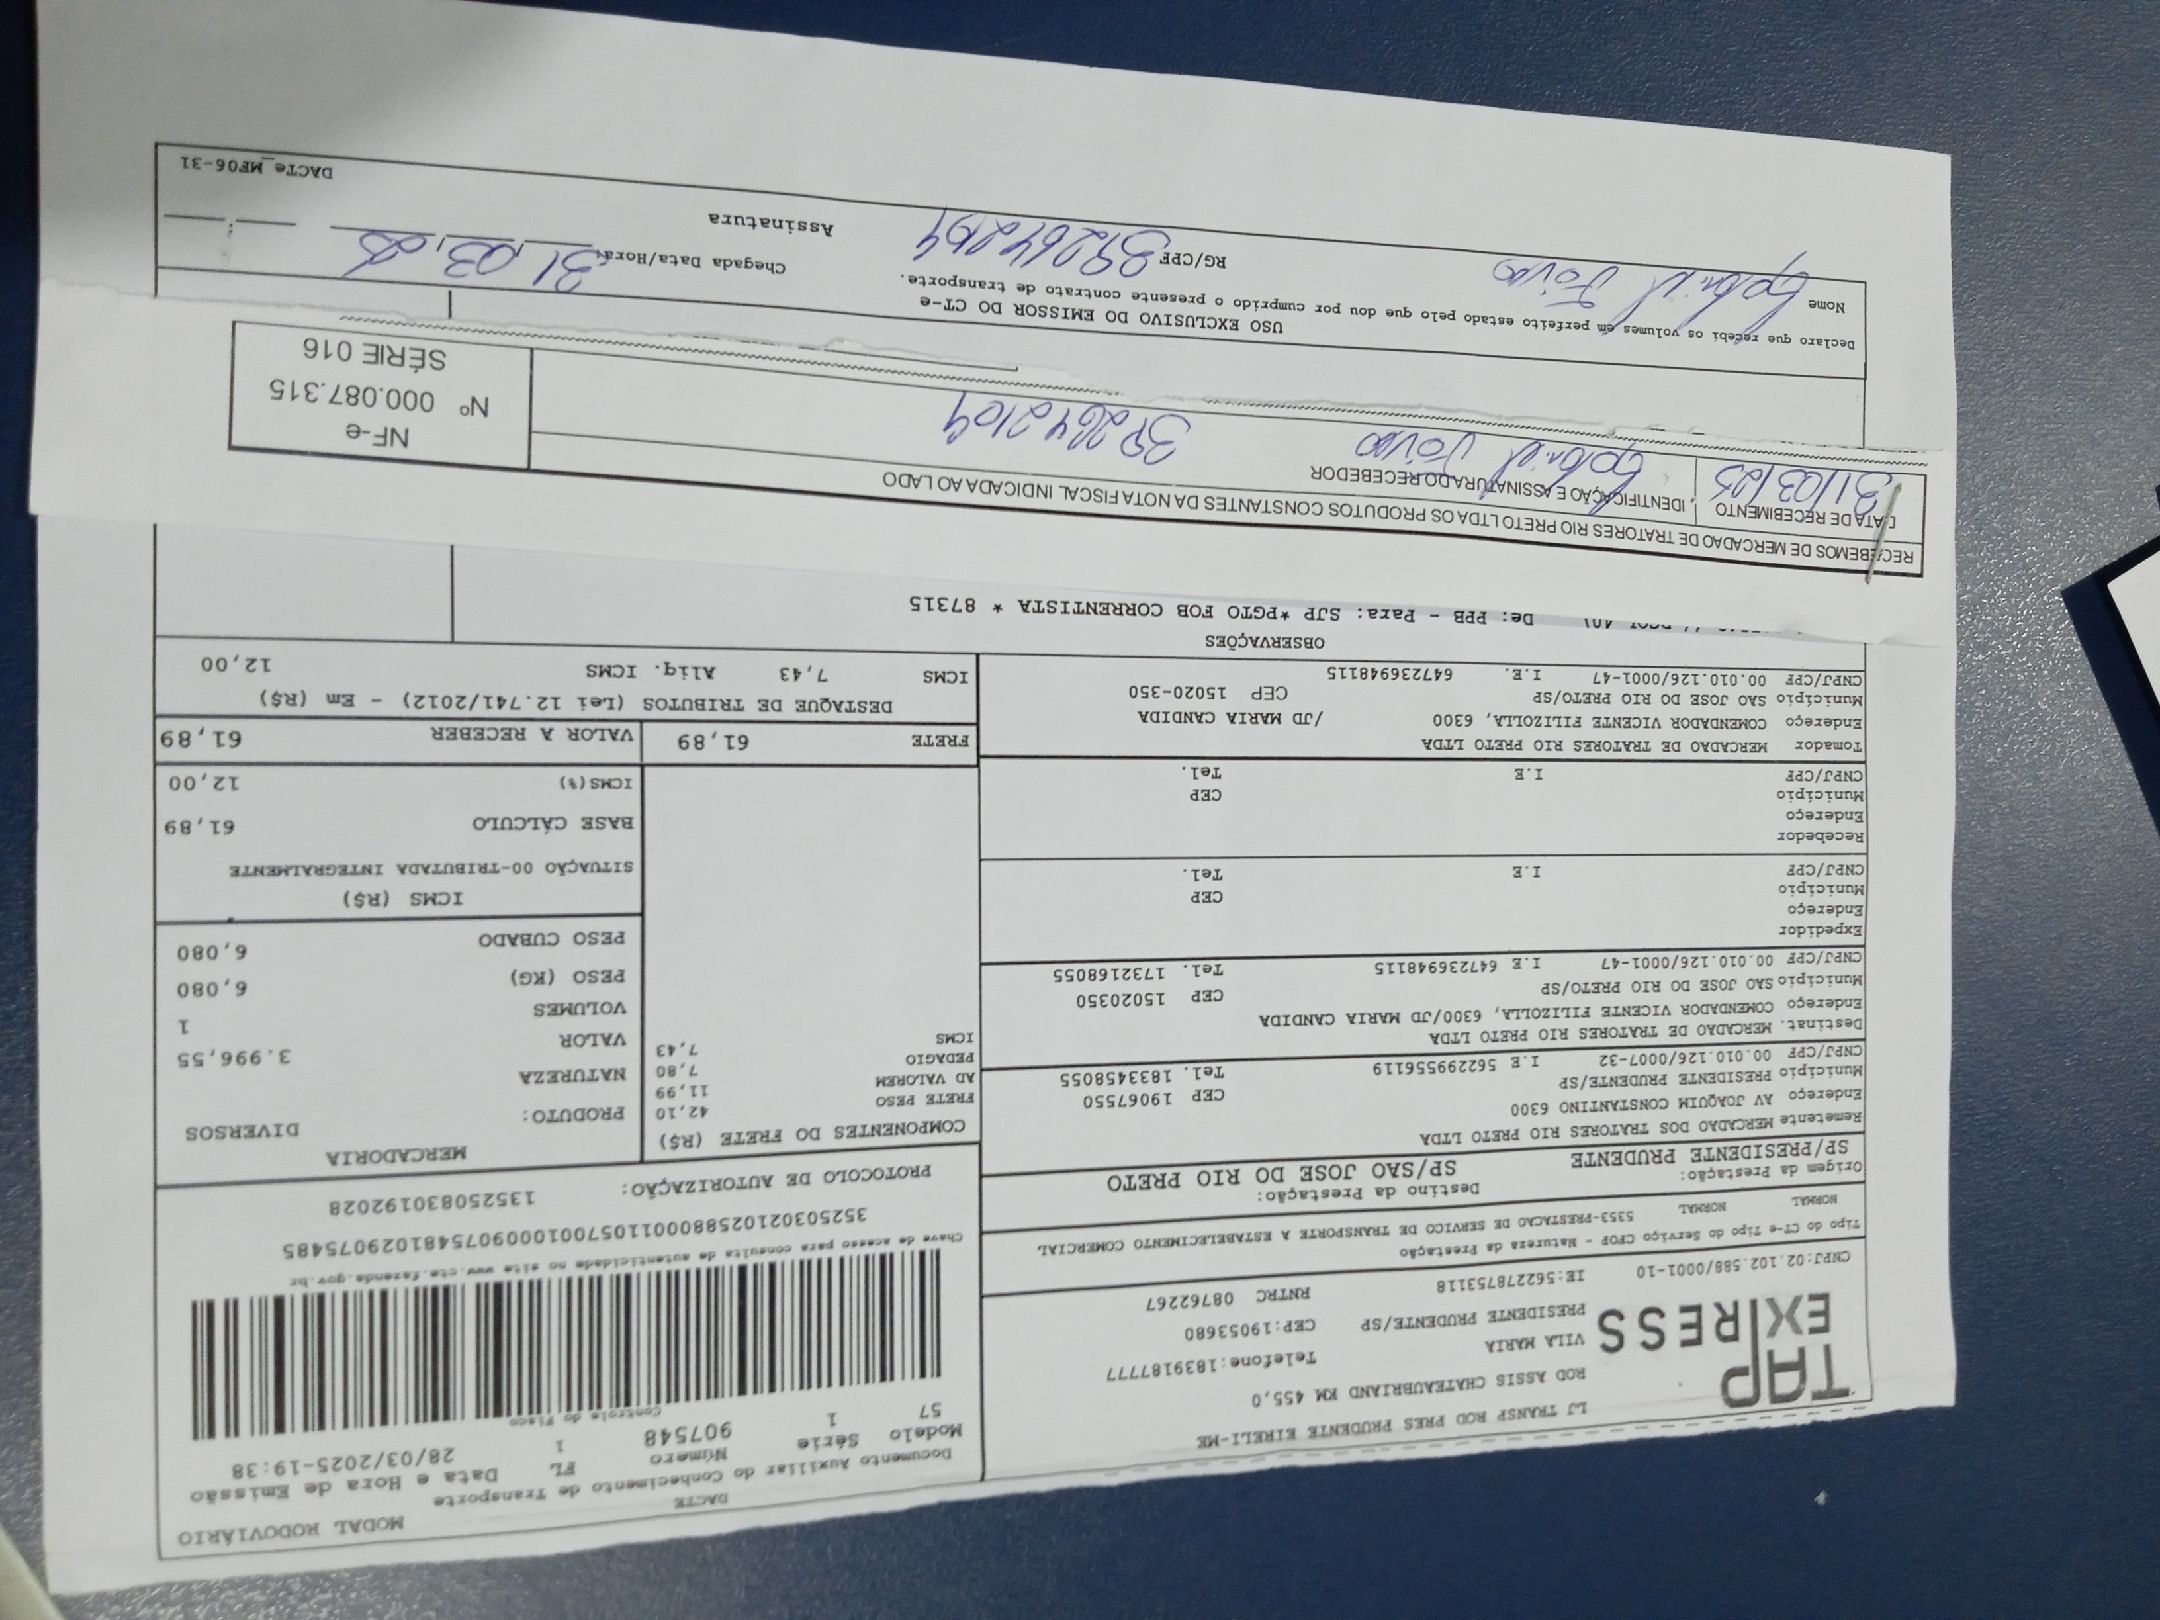 MODAL RODOVIÁRIO
DACTE
Documento Auxiliar do Conhecimento de Transporte
Modelo Série Número FL Data e Hora de Emissão
57 1 907548 1 28/03/2025-19:38
Controle do Fisco
TAP
EXPRESS
LJ TRANSP ROD PRES PRUDENTE EIRELI-ME
ROD ASSIS CHATEAUBRIAND KM 455,0
VILA MARIA Telefone:1839187777
PRESIDENTE PRUDENTE/SP CEP:19053680
CNPJ:02.102.588/0001-10 IE:562278753118 RNTRC 08762267
Chave de acesso para consulta de autenticidade no site www.cte.fazenda.gov.br
35250302102588000110570010009075481029075485
PROTOCOLO DE AUTORIZAÇÃO: 135250830192028
Tipo do CT-e Tipo do Serviço CFOP - Natureza da Prestação
NORMAL NORMAL 5353-PRESTACAO DE SERVICO DE TRANSPORTE A ESTABELECIMENTO COMERCIAL
Origem da Prestação: Destino da Prestação:
SP/PRESIDENTE PRUDENTE SP/SAO JOSE DO RIO PRETO
Remetente MERCADAO DOS TRATORES RIO PRETO LTDA
Endereço AV JOAQUIM CONSTANTINO 6300
Município PRESIDENTE PRUDENTE/SP CEP 19067550
CNPJ/CPF 00.010.126/0007-32 I.E 562299556119 Tel. 1833458055
Destinat. MERCADAO DE TRATORES RIO PRETO LTDA
Endereço COMENDADOR VICENTE FILIZOLLA, 6300/JD MARIA CANDIDA
Município SAO JOSE DO RIO PRETO/SP CEP 15020350
CNPJ/CPF 00.010.126/0001-47 I.E 647236948115 Tel. 1732168055
Expedidor
Endereço
Município CEP
CNPJ/CPF I.E Tel.
Recebedor
Endereço
Município CEP
CNPJ/CPF I.E Tel.
Tomador MERCADAO DE TRATORES RIO PRETO LTDA
Endereço COMENDADOR VICENTE FILIZOLLA, 6300 /JD MARIA CANDIDA
Município SAO JOSE DO RIO PRETO/SP CEP 15020-350
CNPJ/CPF 00.010.126/0001-47 I.E. 647236948115
COMPONENTES DO FRETE (R$)
FRETE PESO 42,10
AD VALOREM 11,99
PEDAGIO 7,80
ICMS 7,43
MERCADORIA
PRODUTO: DIVERSOS
NATUREZA
VALOR 3.996,55
VOLUMES 1
PESO (KG) 6,080
PESO CUBADO 6,080
ICMS (R$)
SITUAÇÃO 00-TRIBUTADA INTEGRALMENTE
BASE CÁLCULO 61,89
ICMS(%) 12,00
FRETE 61,89 VALOR A RECEBER 61,89
DESTAQUE DE TRIBUTOS (Lei 12.741/2012) - Em (R$)
ICMS 7,43 Aliq. ICMS 12,00
OBSERVAÇÕES
De: PPB - Para: SJP *PGTO FOB CORRENTISTA * 87315
RECEBEMOS DE MERCADAO DE TRATORES RIO PRETO LTDA OS PRODUTOS CONSTANTES DA NOTA FISCAL INDICADA AO LADO
DATA DE RECEBIMENTO IDENTIFICAÇÃO E ASSINATURA DO RECEBEDOR
31/03/25 Gabriel 392642109
NF-e
Nº 000.087.315
SÉRIE 016
USO EXCLUSIVO DO EMISSOR DO CT-e
Declaro que recebi os volumes em perfeito estado pelo que dou por cumprido o presente contrato de transporte.
Nome Gabriel RG/CPF 392642109 Chegada Data/Hora: 31/03/25
Assinatura
DACTe_MF06-31